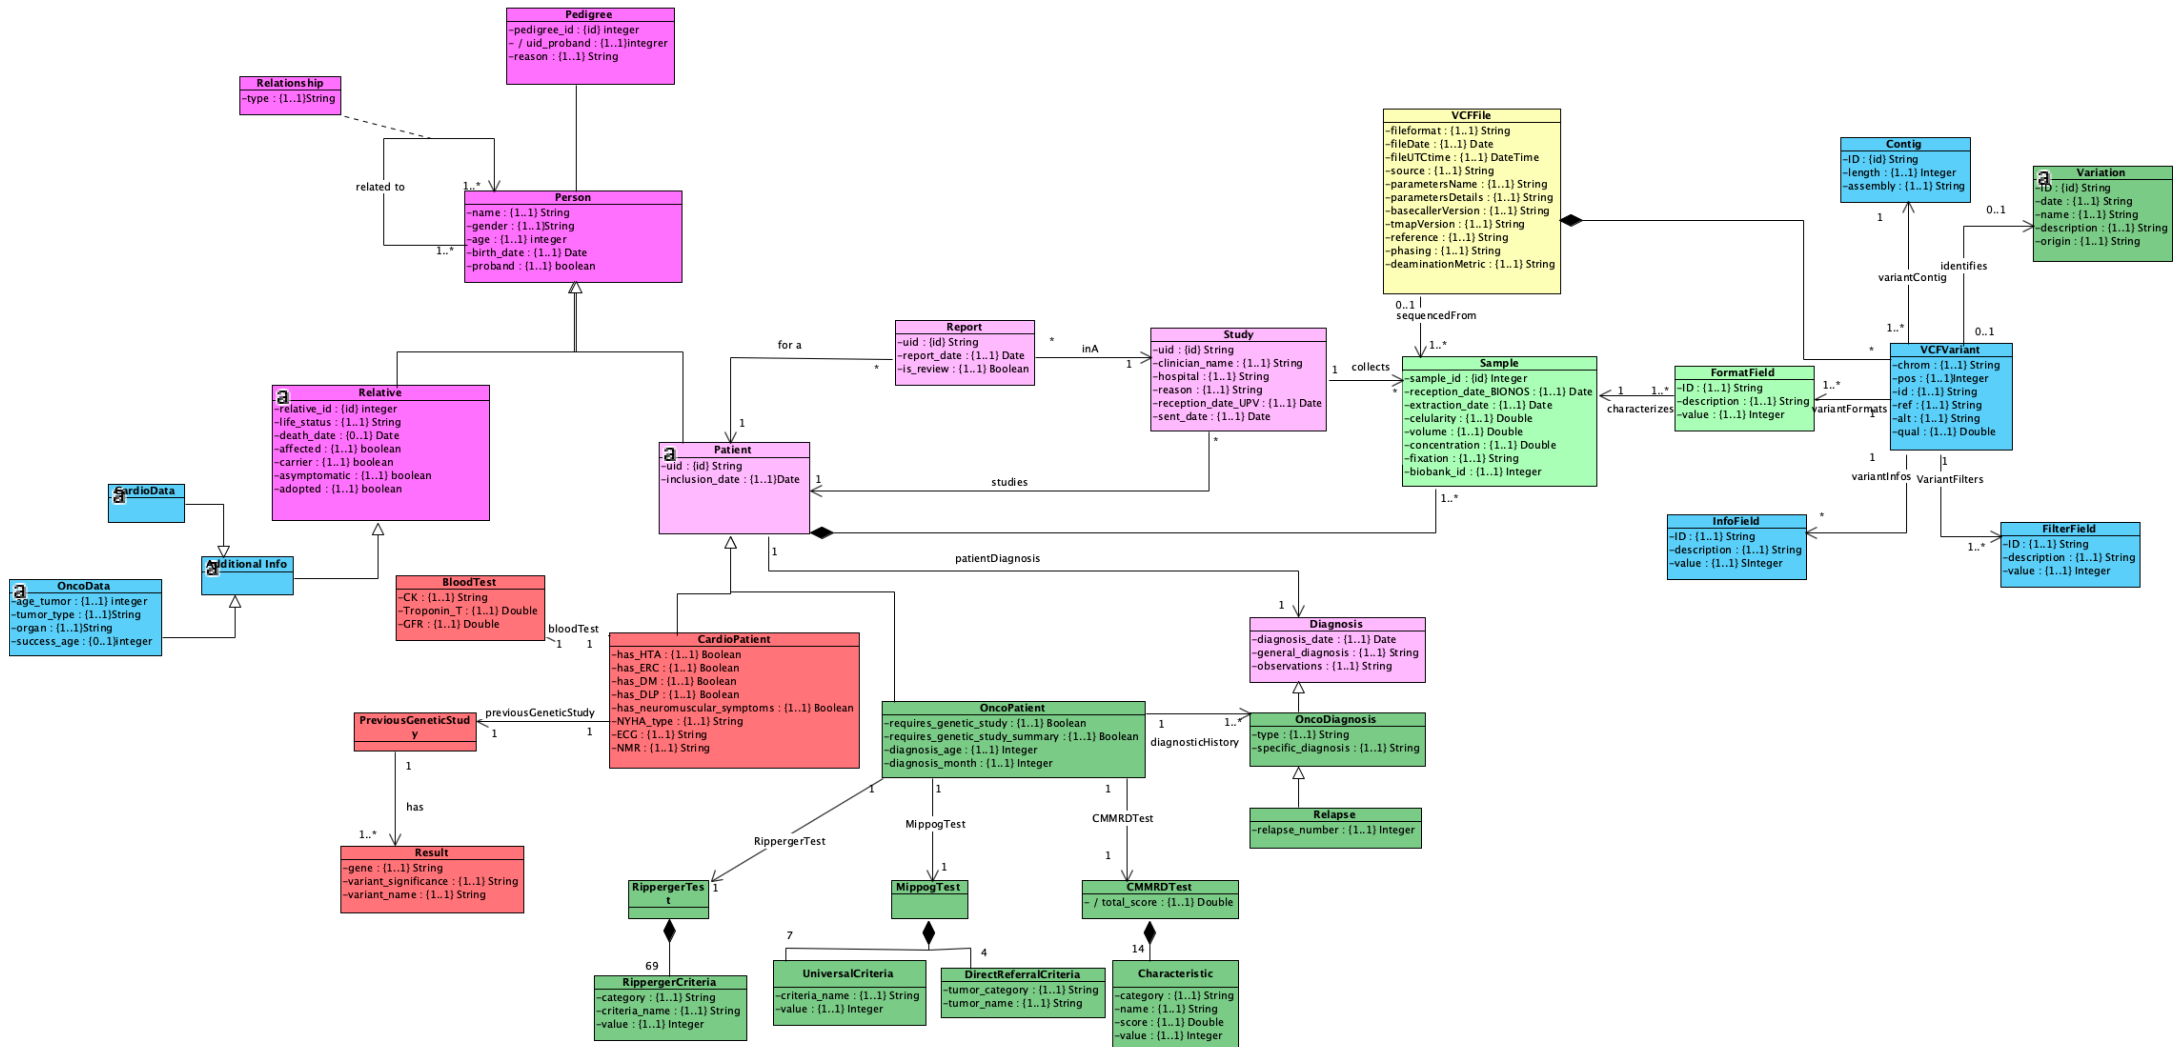 Pedigree
-pedigree_id : {id} integer
- / uid_proband : {1..1}integrer
-reason : {1..1} String
Relationship
-type : {1..1}String
related to
1..*
1..*
Person
-name : {1..1} String
-gender : {1..1}String
-age : {1..1} integer
-birth_date : {1..1} Date
-proband : {1..1} boolean
VCFFile
-fileformat : {1..1} String
-fileDate : {1..1} Date
-fileUTCtime : {1..1} DateTime
-source : {1..1} String
-parametersName : {1..1} String
-parametersDetails : {1..1} String
-basecallerVersion : {1..1} String
-tmapVersion : {1..1} String
-reference : {1..1} String
-phasing : {1..1} String
-deaminationMetric : {1..1} String
Contig
-ID : {id} String
-length : {1..1} Integer
-assembly : {1..1} String
a
Variation
-ID : {id} String
-date : {1..1} String
-name : {1..1} String
-description : {1..1} String
-origin : {1..1} String
1
0..1
variantContig
identifies
1..*
0..1
*
0..1
sequencedFrom
1..*
Report
-uid : {id} String
-report_date : {1..1} Date
-is_review : {1..1} Boolean
for a
*
1
*
inA
1
Study
-uid : {id} String
-clinician_name : {1..1} String
-hospital : {1..1} String
-reason : {1..1} String
-reception_date_UPV : {1..1} Date
-sent_date : {1..1} Date
1
collects
*
Sample
-sample_id : {id} Integer
-reception_date_BIONOS : {1..1} Date
-extraction_date : {1..1} Date
-celularity : {1..1} Double
-volume : {1..1} Double
-concentration : {1..1} Double
-fixation : {1..1} String
-biobank_id : {1..1} Integer
1
1..*
characterizes
FormatField
-ID : {1..1} String
-description : {1..1} String
-value : {1..1} Integer
1..*
variantFormats
1
VCFVariant
-chrom : {1..1} String
-pos : {1..1}Integer
-id : {1..1} String
-ref : {1..1} String
-alt : {1..1} String
-qual : {1..1} Double
1
variantInfos
*
1
VariantFilters
1..*
InfoField
-ID : {1..1} String
-description : {1..1} String
-value : {1..1} SInteger
FilterField
-ID : {1..1} String
-description : {1..1} String
-value : {1..1} Integer
a
Relative
-relative_id : {id} integer
-life_status : {1..1} String
-death_date : {0..1} Date
-affected : {1..1} boolean
-carrier : {1..1} boolean
-asymptomatic : {1..1} boolean
-adopted : {1..1} boolean
a
Patient
-uid : {id} String
-inclusion_date : {1..1}Date
*
studies
1
1..*
a
CardioData
a
Additional Info
a
OncoData
-age_tumor : {1..1} integer
-tumor_type : {1..1}String
-organ : {1..1}String
-success_age : {0..1}integer
1
patientDiagnosis
1
BloodTest
-CK : {1..1} String
-Troponin_T : {1..1} Double
-GFR : {1..1} Double
bloodTest
1
1
CardioPatient
-has_HTA : {1..1} Boolean
-has_ERC : {1..1} Boolean
-has_DM : {1..1} Boolean
-has_DLP : {1..1} Boolean
-has_neuromuscular_symptoms : {1..1} Boolean
-NYHA_type : {1..1} String
-ECG : {1..1} String
-NMR : {1..1} String
PreviousGeneticStud
y
previousGeneticStudy
1
1
1
has
1..*
Result
-gene : {1..1} String
-variant_significance : {1..1} String
-variant_name : {1..1} String
Diagnosis
-diagnosis_date : {1..1} Date
-general_diagnosis : {1..1} String
-observations : {1..1} String
OncoPatient
-requires_genetic_study : {1..1} Boolean
-requires_genetic_study_summary : {1..1} Boolean
-diagnosis_age : {1..1} Integer
-diagnosis_month : {1..1} Integer
1
1..*
diagnosticHistory
OncoDiagnosis
-type : {1..1} String
-specific_diagnosis : {1..1} String
Relapse
-relapse_number : {1..1} Integer
1
RippergerTest
1
1
MippogTest
1
1
CMMRDTest
1
RippergerTes
t
MippogTest
CMMRDTest
- / total_score : {1..1} Double
69
7
4
14
RippergerCriteria
-category : {1..1} String
-criteria_name : {1..1} String
-value : {1..1} Integer
UniversalCriteria
-criteria_name : {1..1} String
-value : {1..1} Integer
DirectReferralCriteria
-tumor_category : {1..1} String
-tumor_name : {1..1} String
Characteristic
-category : {1..1} String
-name : {1..1} String
-score : {1..1} Double
-value : {1..1} Integer